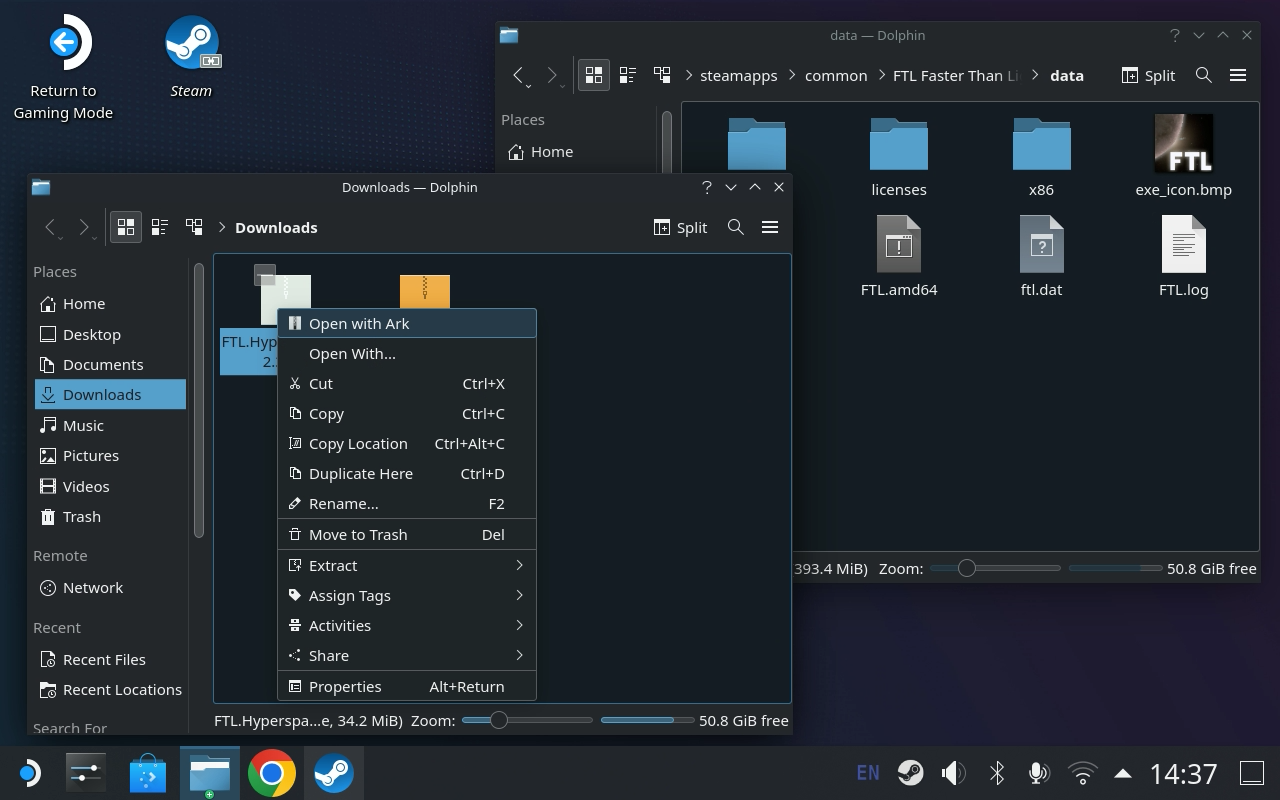 Return to
Gaming Mode
Steam
data — Dolphin
steamapps
common
FTL Faster Than Li
data
Split
Places
Home
licenses
x86
exe_icon.bmp
FTL
FTL.amd64
ftl.dat
FTL.log
393.4 MiB)
Zoom:
50.8 GiB free
Downloads — Dolphin
Downloads
Split
Places
Home
Desktop
Documents
Downloads
Music
Pictures
Videos
Trash
Remote
Network
Recent
Recent Files
Recent Locations
Search For
FTL.Hyp
2.
Open with Ark
Open With...
Cut Ctrl+X
Copy Ctrl+C
Copy Location Ctrl+Alt+C
Duplicate Here Ctrl+D
Rename... F2
Move to Trash Del
Extract
Assign Tags
Activities
Share
Properties Alt+Return
FTL.Hyperspa...e, 34.2 MiB)
Zoom:
50.8 GiB free
EN
14:37